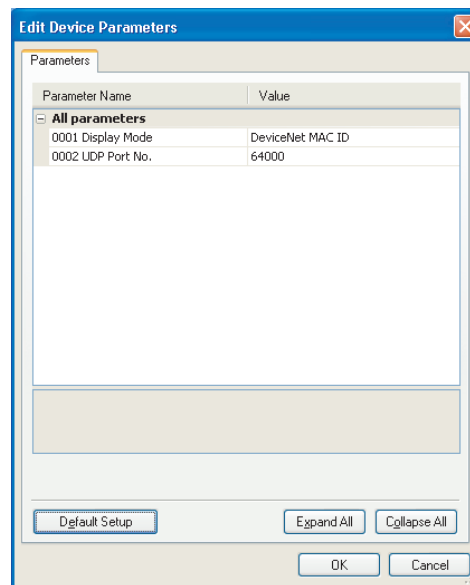 Edit Device Parameters
Parameters
Parameter Name Value
All parameters
0001 Display Mode DeviceNet MAC ID
0002 UDP Port No. 64000
Default Setup Expand All Collapse All
OK Cancel